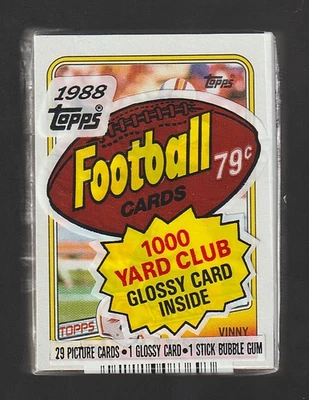 1988
TOPPS
TOPPS
Football
79¢
CARDS
1000
YARD CLUB
GLOSSY CARD
INSIDE
TOPPS
VINNY
29 PICTURE CARDS • 1 GLOSSY CARD • 1 STICK BUBBLE GUM